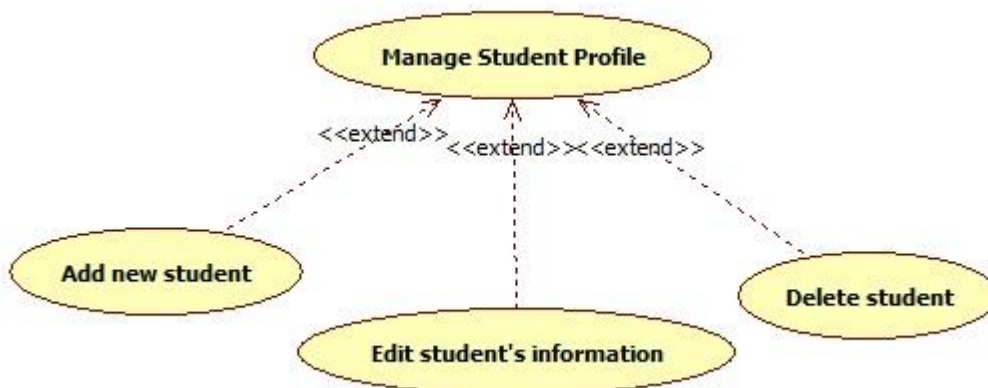 Manage Student Profile
<<extend>>
<<extend>>
<<extend>>
Add new student
Delete student
Edit student's information